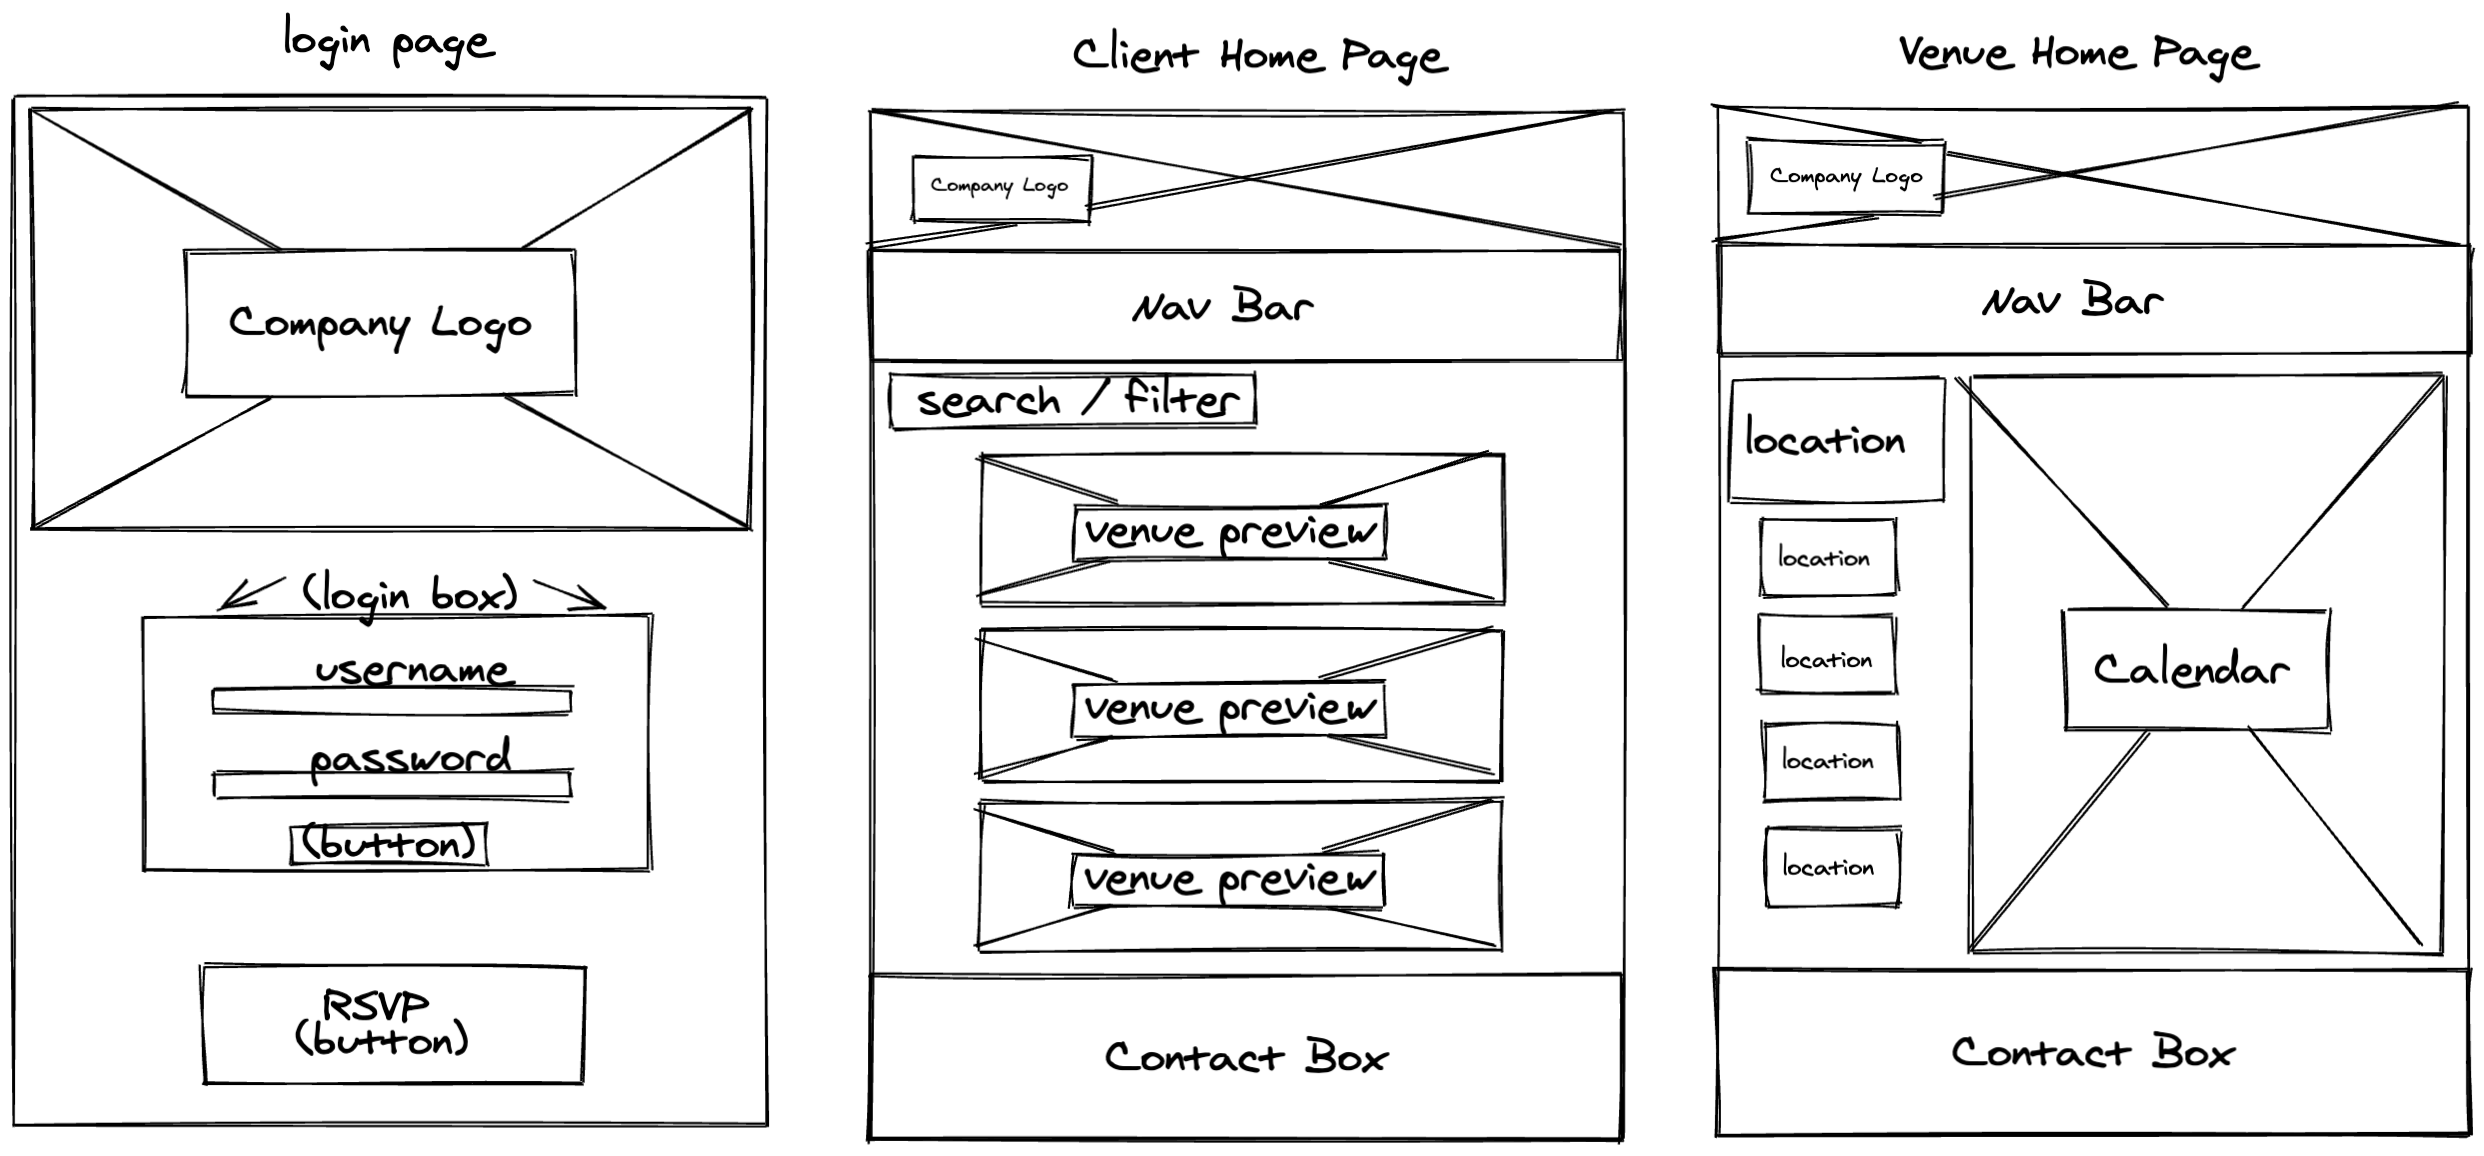 login page
Company Logo
(login box)
username
password
(button)
RSVP
(button)
Client Home Page
Company Logo
Nav Bar
search / filter
venue preview
venue preview
venue preview
Contact Box
Venue Home Page
Company Logo
Nav Bar
location
location
location
location
location
Calendar
Contact Box